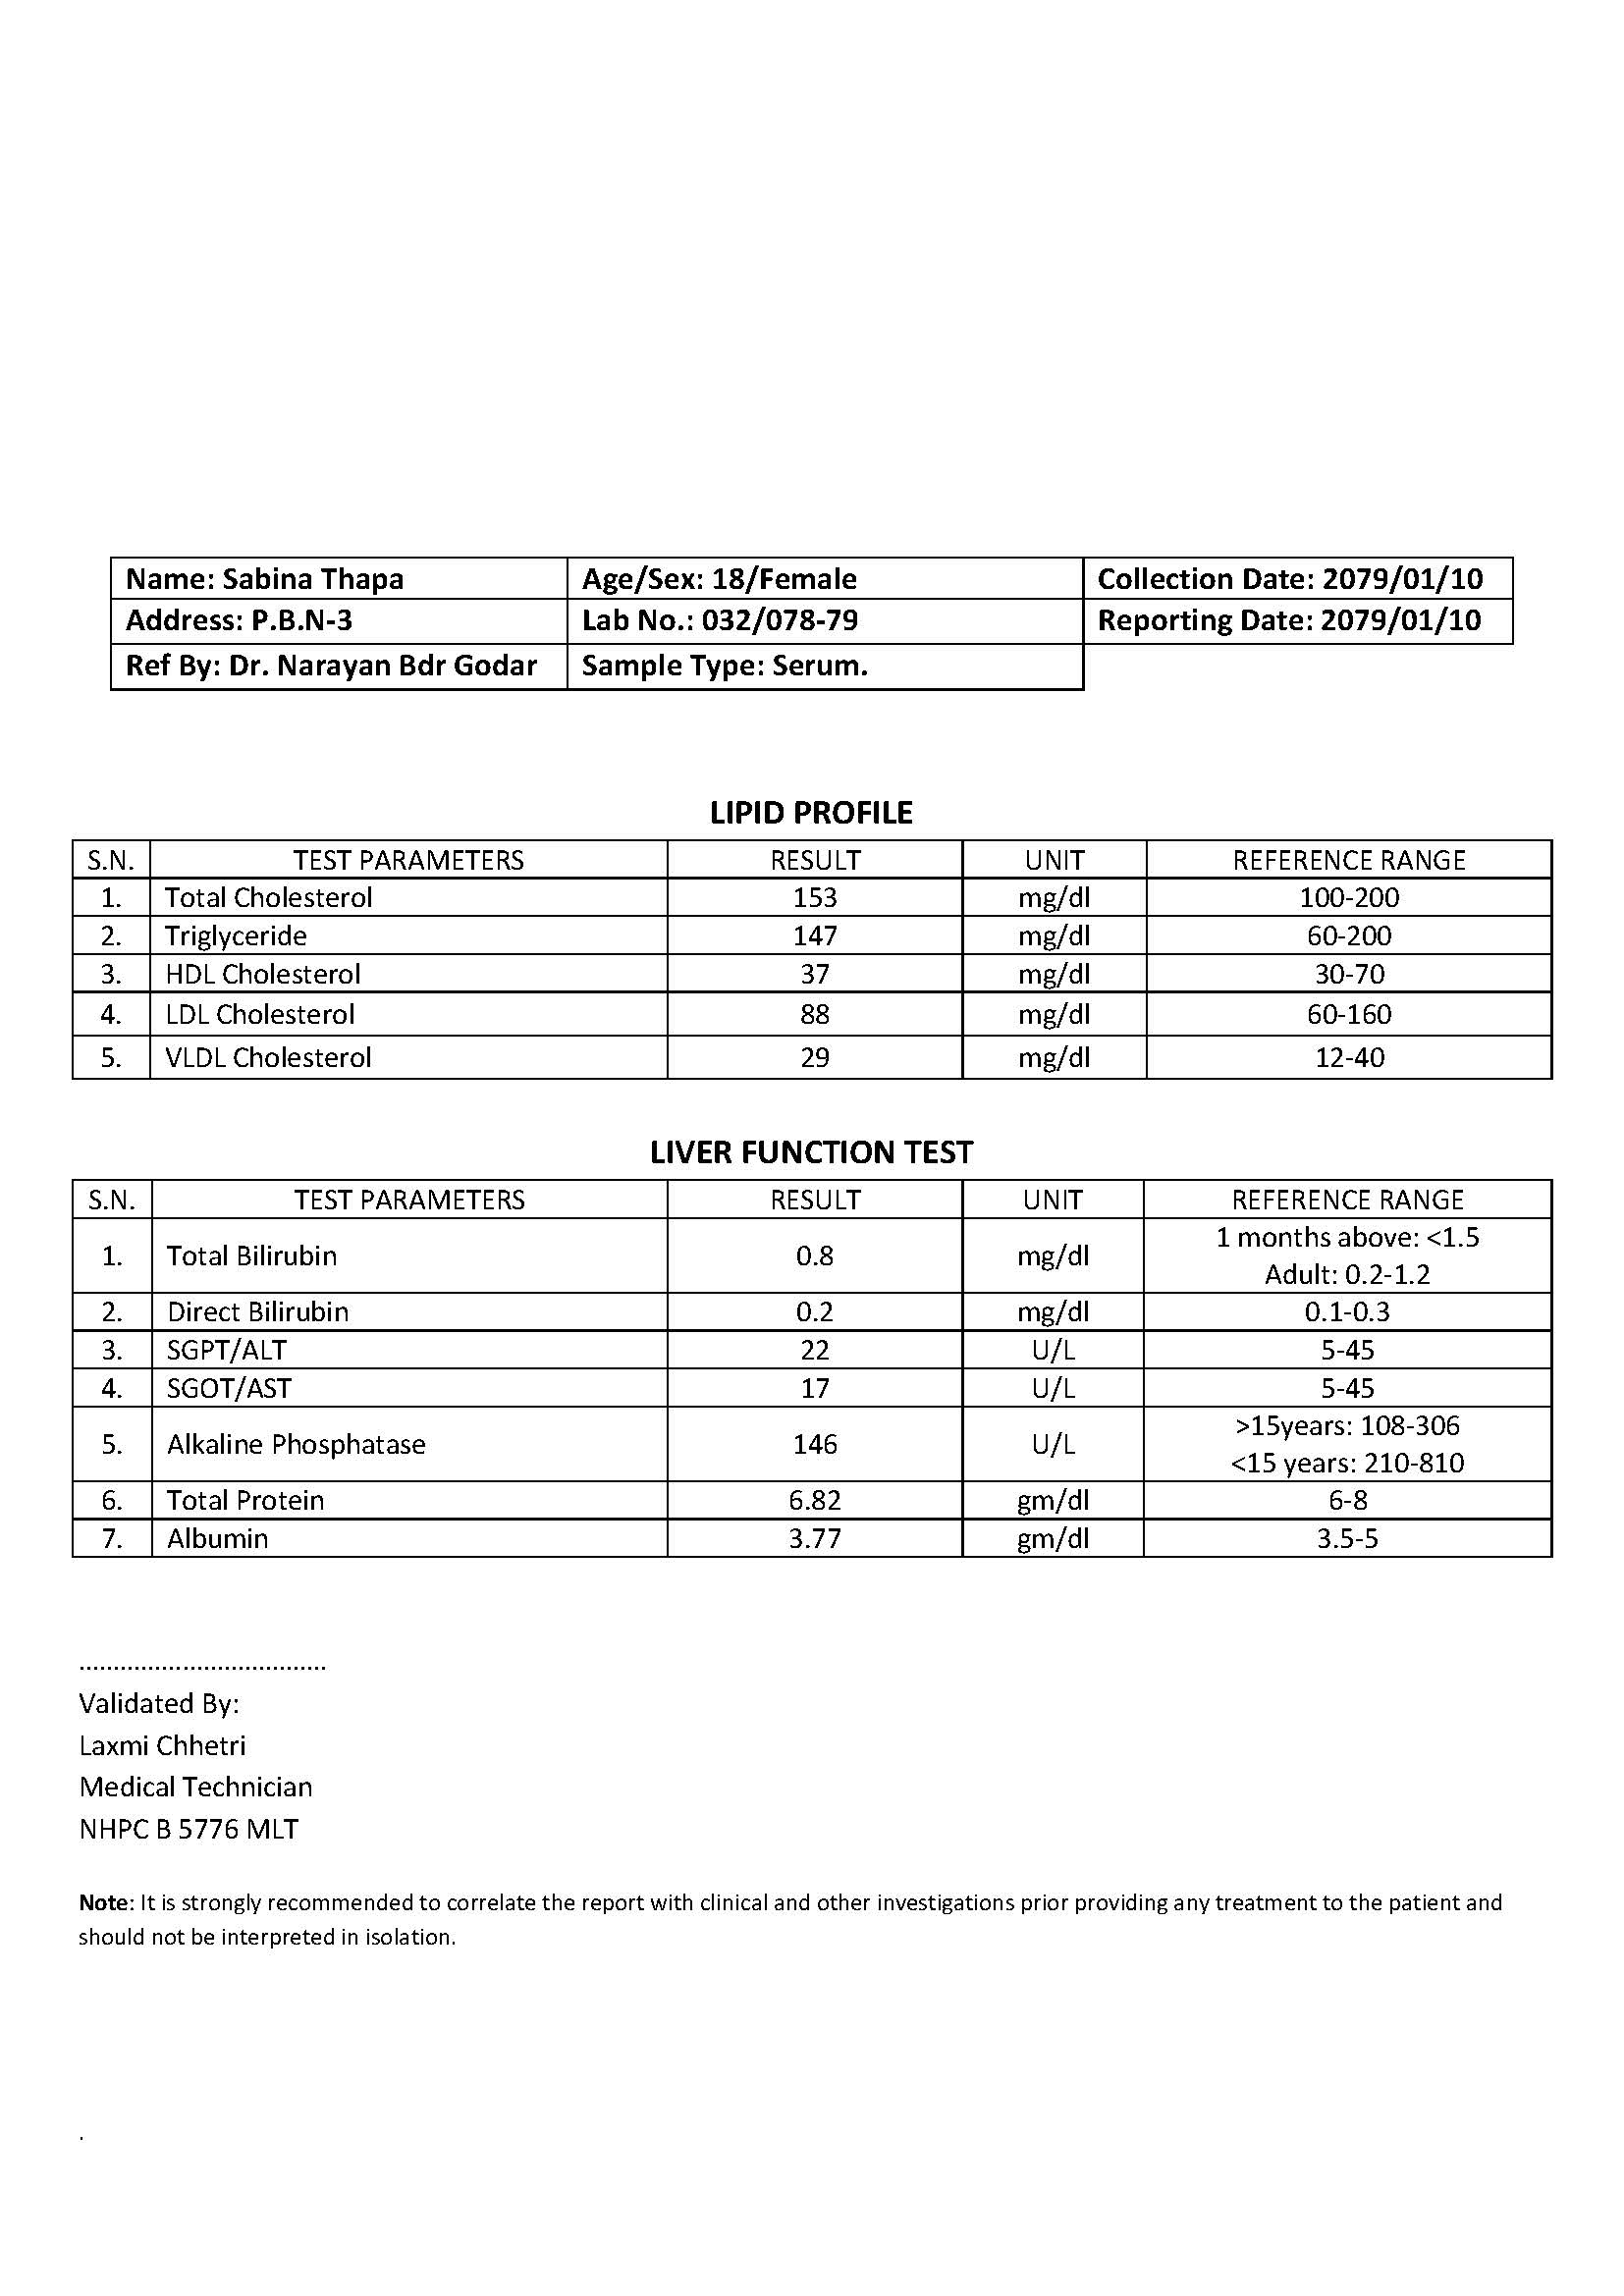 Name: Sabina Thapa Age/Sex: 18/Female Collection Date: 2079/01/10
Address: P.B.N-3 Lab No.: 032/078-79 Reporting Date: 2079/01/10
Ref By: Dr. Narayan Bdr Godar Sample Type: Serum.
LIPID PROFILE
S.N. TEST PARAMETERS RESULT UNIT REFERENCE RANGE
1. Total Cholesterol 153 mg/dl 100-200
2. Triglyceride 147 mg/dl 60-200
3. HDL Cholesterol 37 mg/dl 30-70
4. LDL Cholesterol 88 mg/dl 60-160
5. VLDL Cholesterol 29 mg/dl 12-40
LIVER FUNCTION TEST
S.N. TEST PARAMETERS RESULT UNIT REFERENCE RANGE
1. Total Bilirubin 0.8 mg/dl 1 months above: <1.5
Adult: 0.2-1.2
2. Direct Bilirubin 0.2 mg/dl 0.1-0.3
3. SGPT/ALT 22 U/L 5-45
4. SGOT/AST 17 U/L 5-45
5. Alkaline Phosphatase 146 U/L >15years: 108-306
<15 years: 210-810
6. Total Protein 6.82 gm/dl 6-8
7. Albumin 3.77 gm/dl 3.5-5
....................................
Validated By:
Laxmi Chhetri
Medical Technician
NHPC B 5776 MLT
Note: It is strongly recommended to correlate the report with clinical and other investigations prior providing any treatment to the patient and
should not be interpreted in isolation.
.